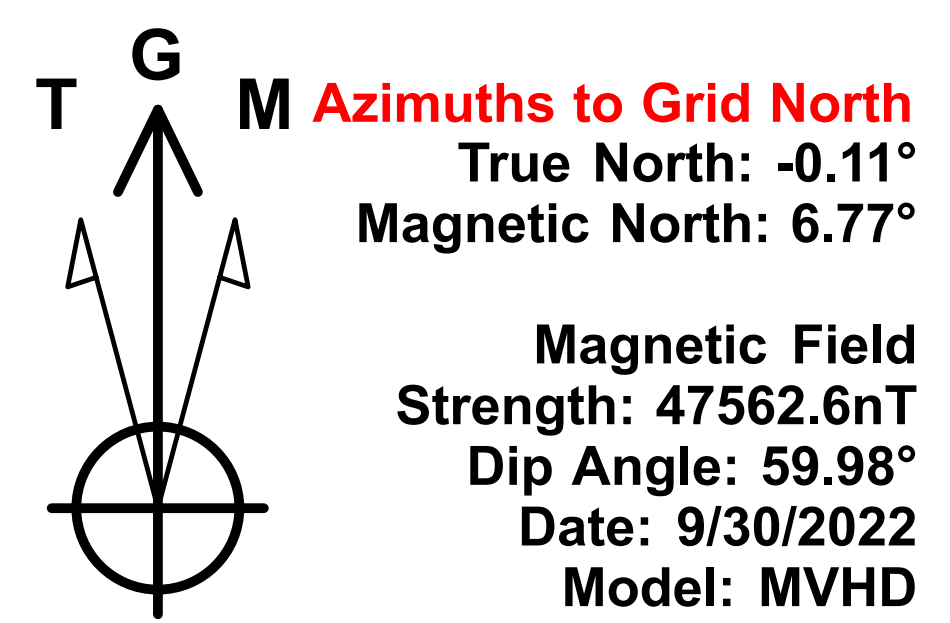 G
T
M
Azimuths to Grid North
True North: -0.11°
Magnetic North: 6.77°
Magnetic Field
Strength: 47562.6nT
Dip Angle: 59.98°
Date: 9/30/2022
Model: MVHD